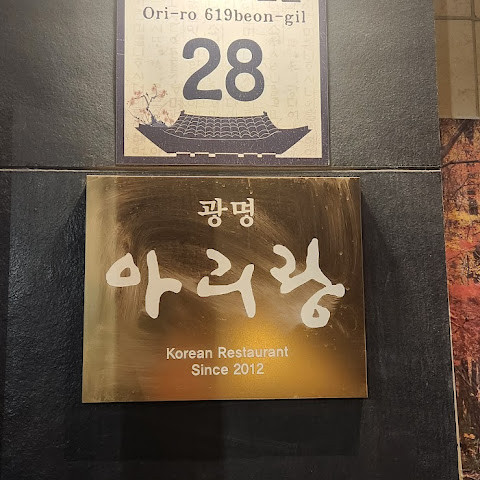 Ori-ro 619beon-gil
28
광명
아리랑
Korean Restaurant
Since 2012